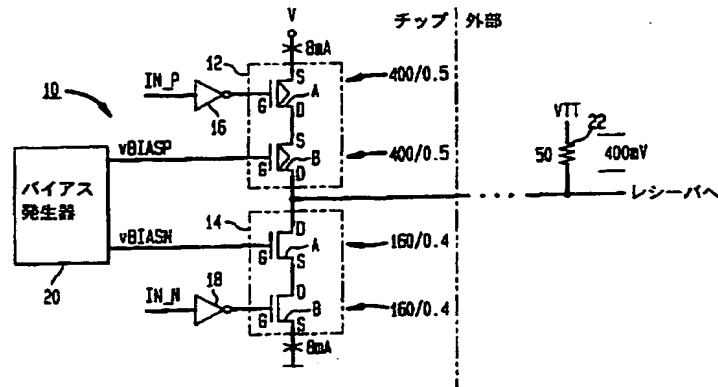 チップ 外部
V
8mA
12
S
IN_P
16
G
A
D
400/0.5
10
S
vBIASP
G
B
D
400/0.5
VTT
22
50
400mV
バイアス
発生器
20
レシーバへ
14
D
vBIASN
G
A
S
160/0.4
IN_N
18
D
G
B
S
160/0.4
8mA